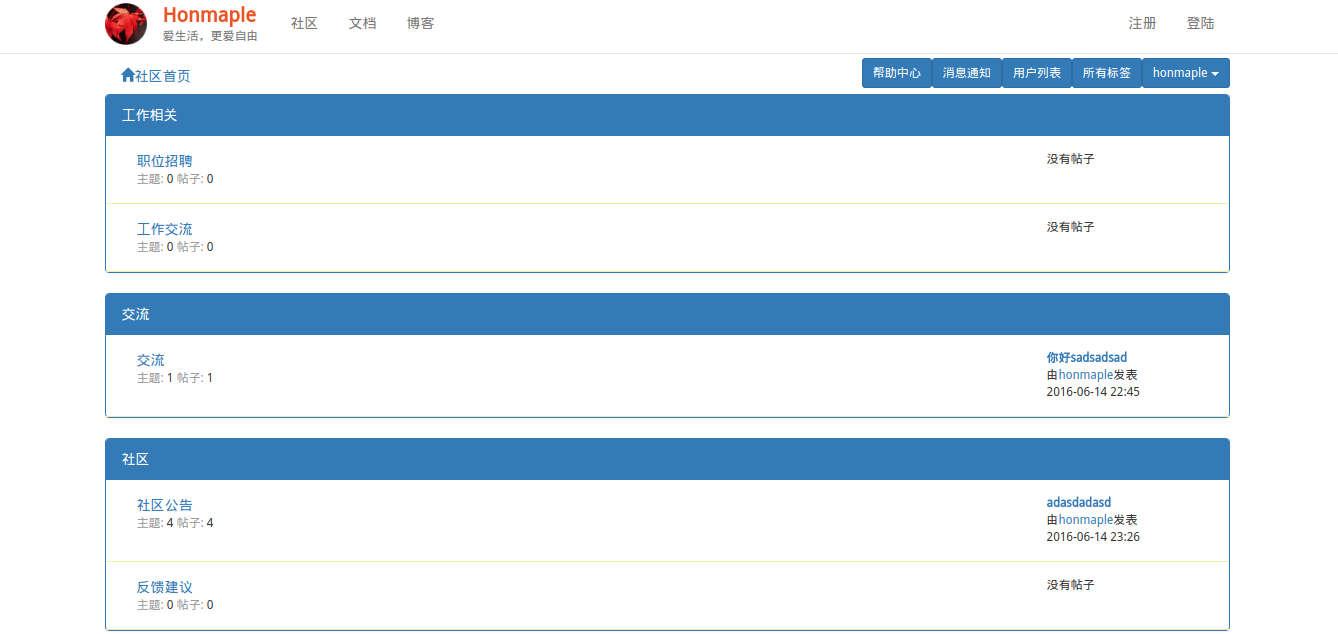 Honmaple
爱生活，更爱自由
社区 文档 博客 注册 登陆
社区首页 帮助中心 消息通知 用户列表 所有标签 honmaple
工作相关
职位招聘 没有帖子
主题: 0 帖子: 0
工作交流 没有帖子
主题: 0 帖子: 0
交流
交流 你好sadsadsad
主题: 1 帖子: 1 由honmaple发表
2016-06-14 22:45
社区
社区公告 adasdadasd
主题: 4 帖子: 4 由honmaple发表
2016-06-14 23:26
反馈建议 没有帖子
主题: 0 帖子: 0